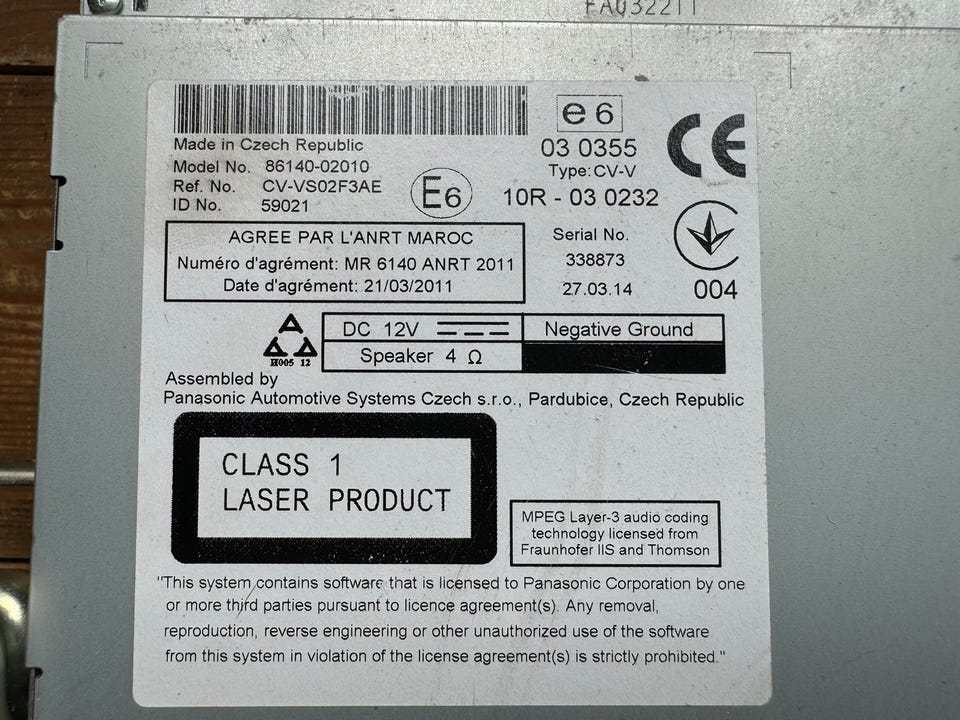 FA032211
e6
Made in Czech Republic
Model No. 86140-02010
Ref. No. CV-VS02F3AE
ID No. 59021
E6
03 0355
Type: CV-V
10R - 03 0232
CE
AGREE PAR L'ANRT MAROC
Numéro d'agrément: MR 6140 ANRT 2011
Date d'agrément: 21/03/2011
Serial No.
338873
27.03.14
004
DC 12V
Negative Ground
Speaker 4 Ω
И005 12
Assembled by
Panasonic Automotive Systems Czech s.r.o., Pardubice, Czech Republic
CLASS 1
LASER PRODUCT
MPEG Layer-3 audio coding
technology licensed from
Fraunhofer IIS and Thomson
"This system contains software that is licensed to Panasonic Corporation by one
or more third parties pursuant to licence agreement(s). Any removal,
reproduction, reverse engineering or other unauthorized use of the software
from this system in violation of the license agreement(s) is strictly prohibited."